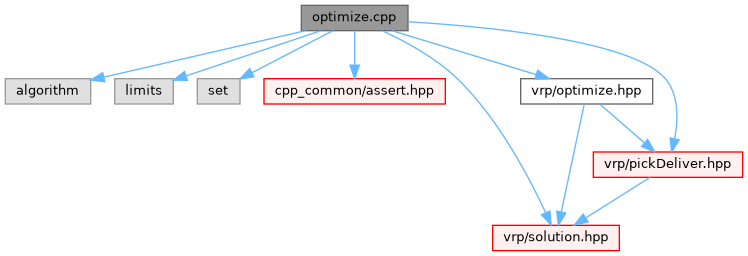 optimize.cpp
algorithm
limits
set
cpp_common/assert.hpp
vrp/optimize.hpp
vrp/pickDeliver.hpp
vrp/solution.hpp